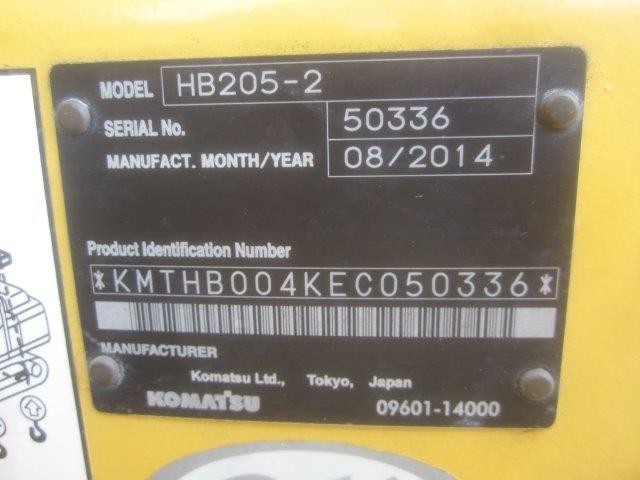 MODEL HB205-2
SERIAL No. 50336
MANUFACT. MONTH/YEAR 08/2014
Product Identification Number
*KMTHB004KEC050336*
MANUFACTURER
Komatsu Ltd., Tokyo, Japan
KOMATSU 09601-14000